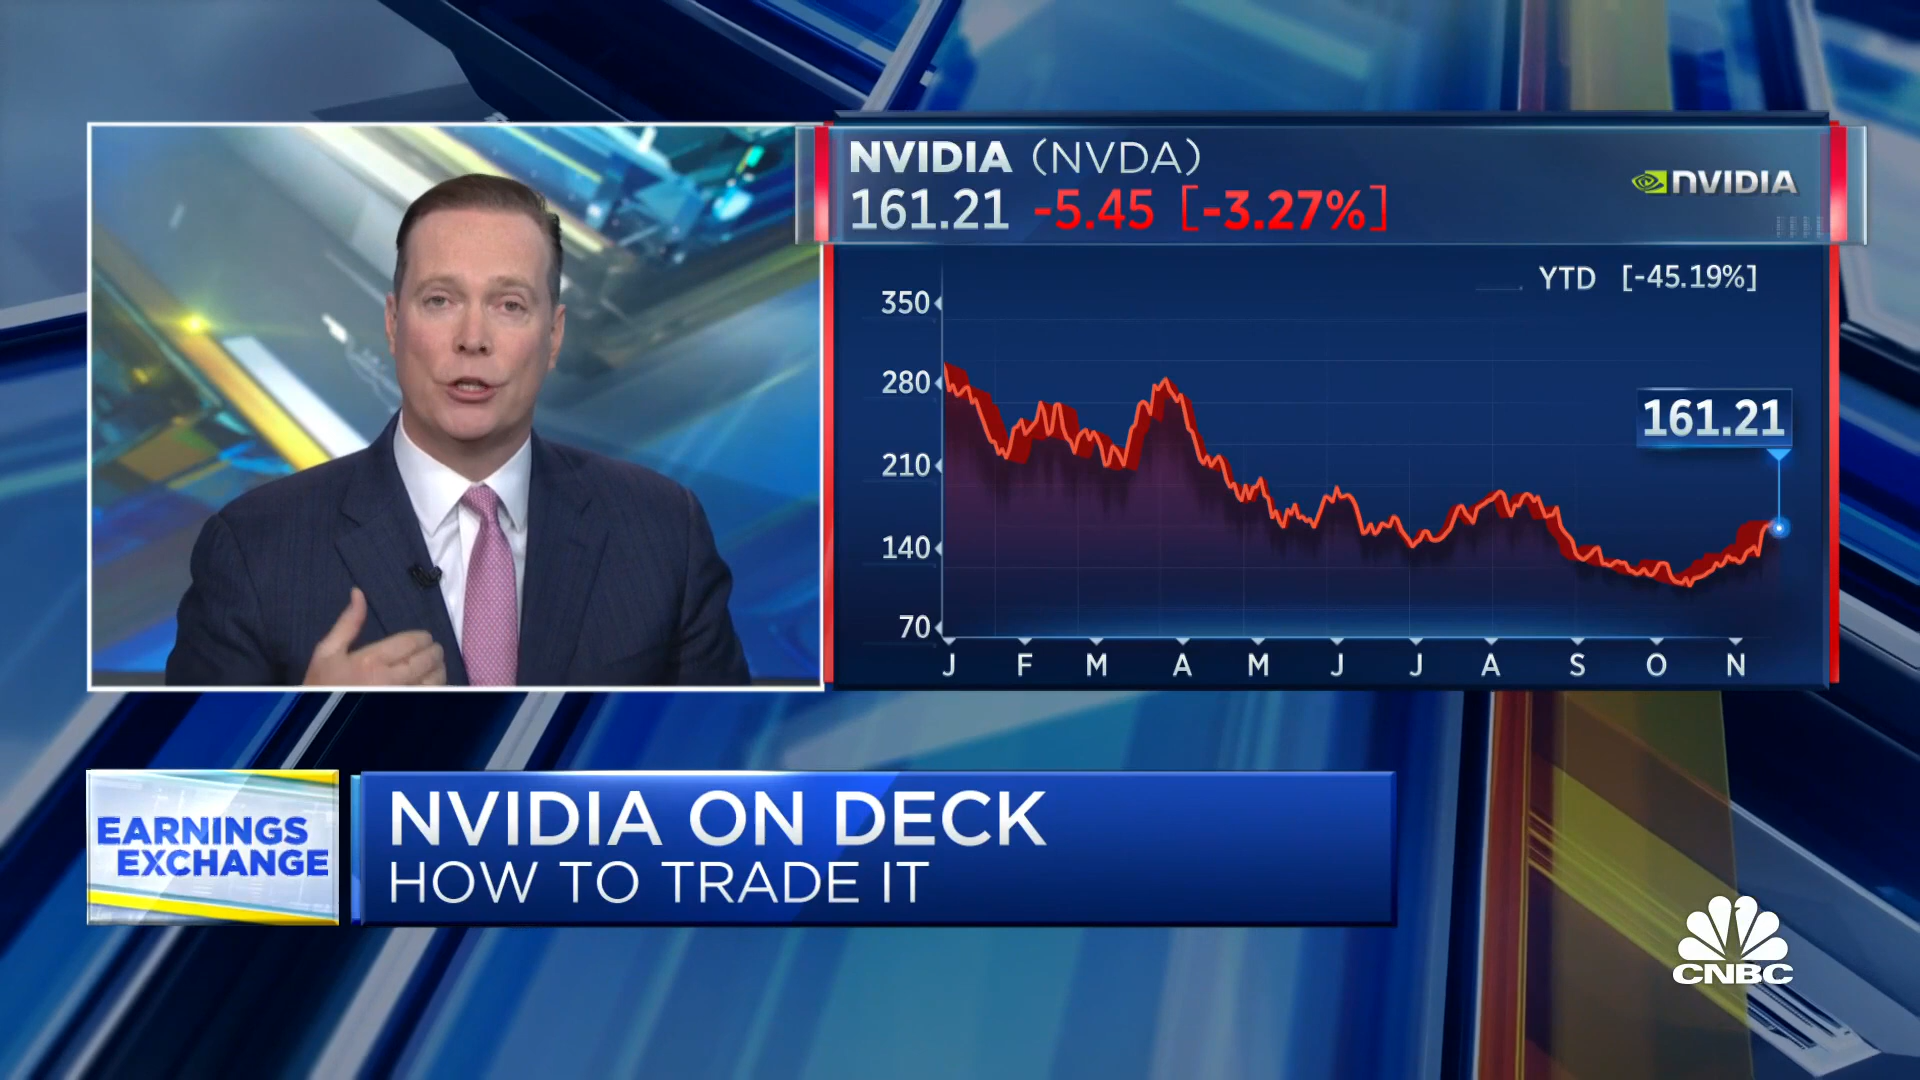 NVIDIA (NVDA)
161.21 -5.45 [-3.27%]
NVIDIA
YTD [-45.19%]
350
280
210
140
70
161.21
J F M A M J J A S O N
EARNINGS
EXCHANGE
NVIDIA ON DECK
HOW TO TRADE IT
CNBC